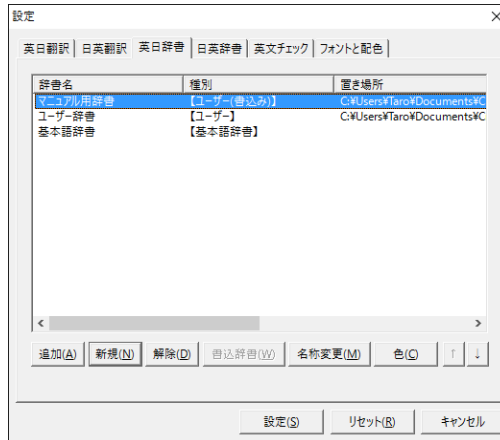 設定
英日翻訳 日英翻訳 英日辞書 日英辞書 英文チェック フォントと配色
辞書名 種別 置き場所
マニュアル用辞書 【ユーザー(書込み)】 C:¥Users¥Taro¥Documents¥C
ユーザー辞書 【ユーザー】 C:¥Users¥Taro¥Documents¥C
基本語辞書 【基本語辞書】
追加(A) 新規(N) 解除(D) 書込辞書(W) 名称変更(M) 色(C) ↑ ↓
設定(S) リセット(R) キャンセル